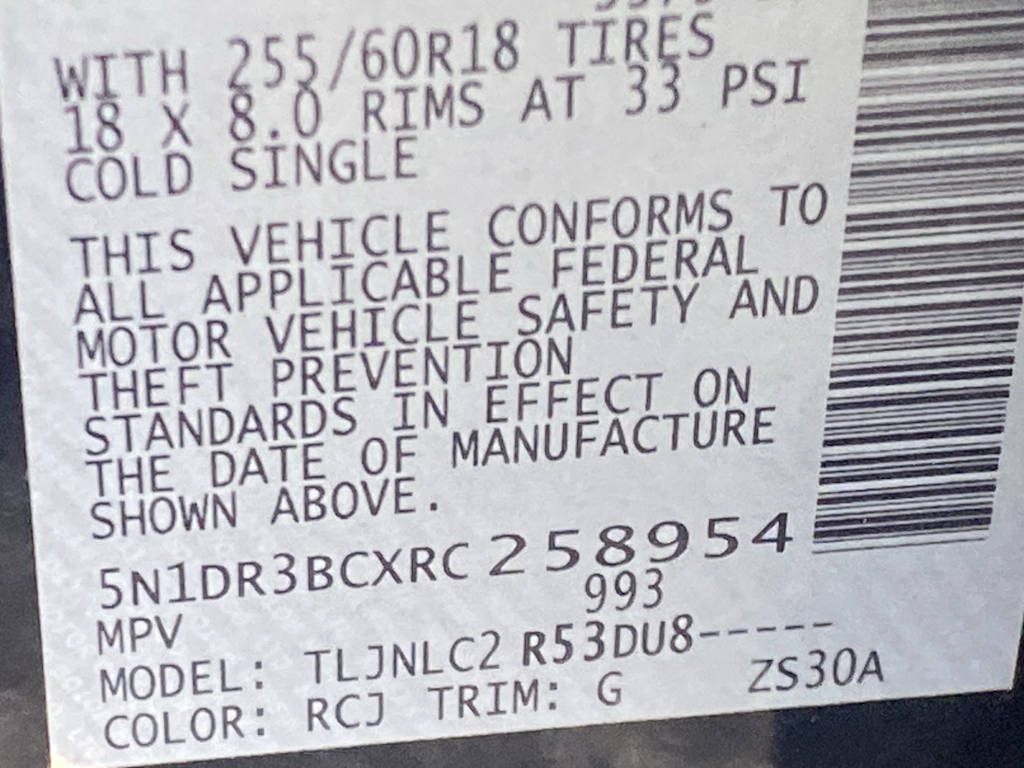 WITH 255/60R18 TIRES
18 X 8.0 RIMS AT 33 PSI
COLD SINGLE
THIS VEHICLE CONFORMS TO
ALL APPLICABLE FEDERAL
MOTOR VEHICLE SAFETY AND
THEFT PREVENTION
STANDARDS IN EFFECT ON
THE DATE OF MANUFACTURE
SHOWN ABOVE.
5N1DR3BCXRC258954
MPV 993
MODEL: TLJNLC2R53DU8-----
COLOR: RCJ TRIM: G ZS30A